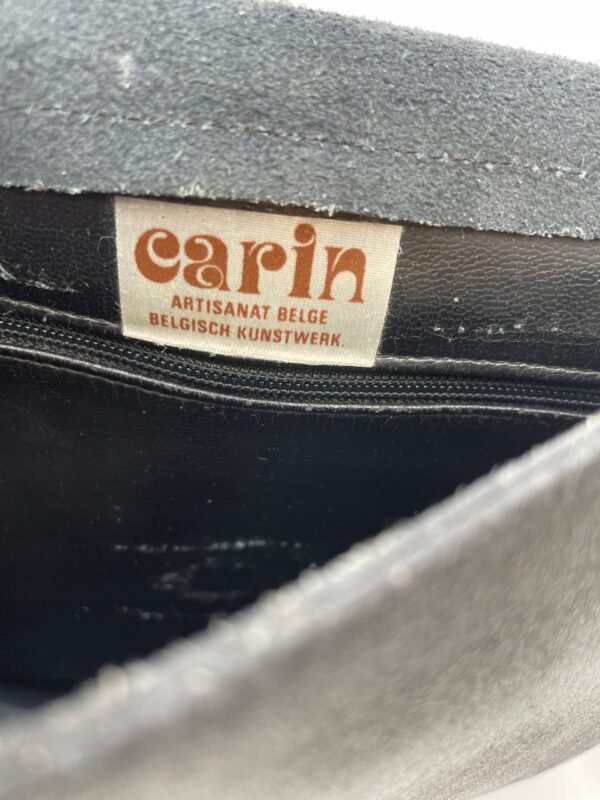 carin
ARTISANAT BELGE
BELGISCH KUNSTWERK.